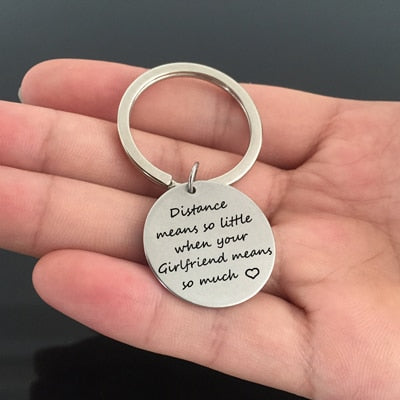 Distance
means so little
when your
Girlfriend means
so much ♡